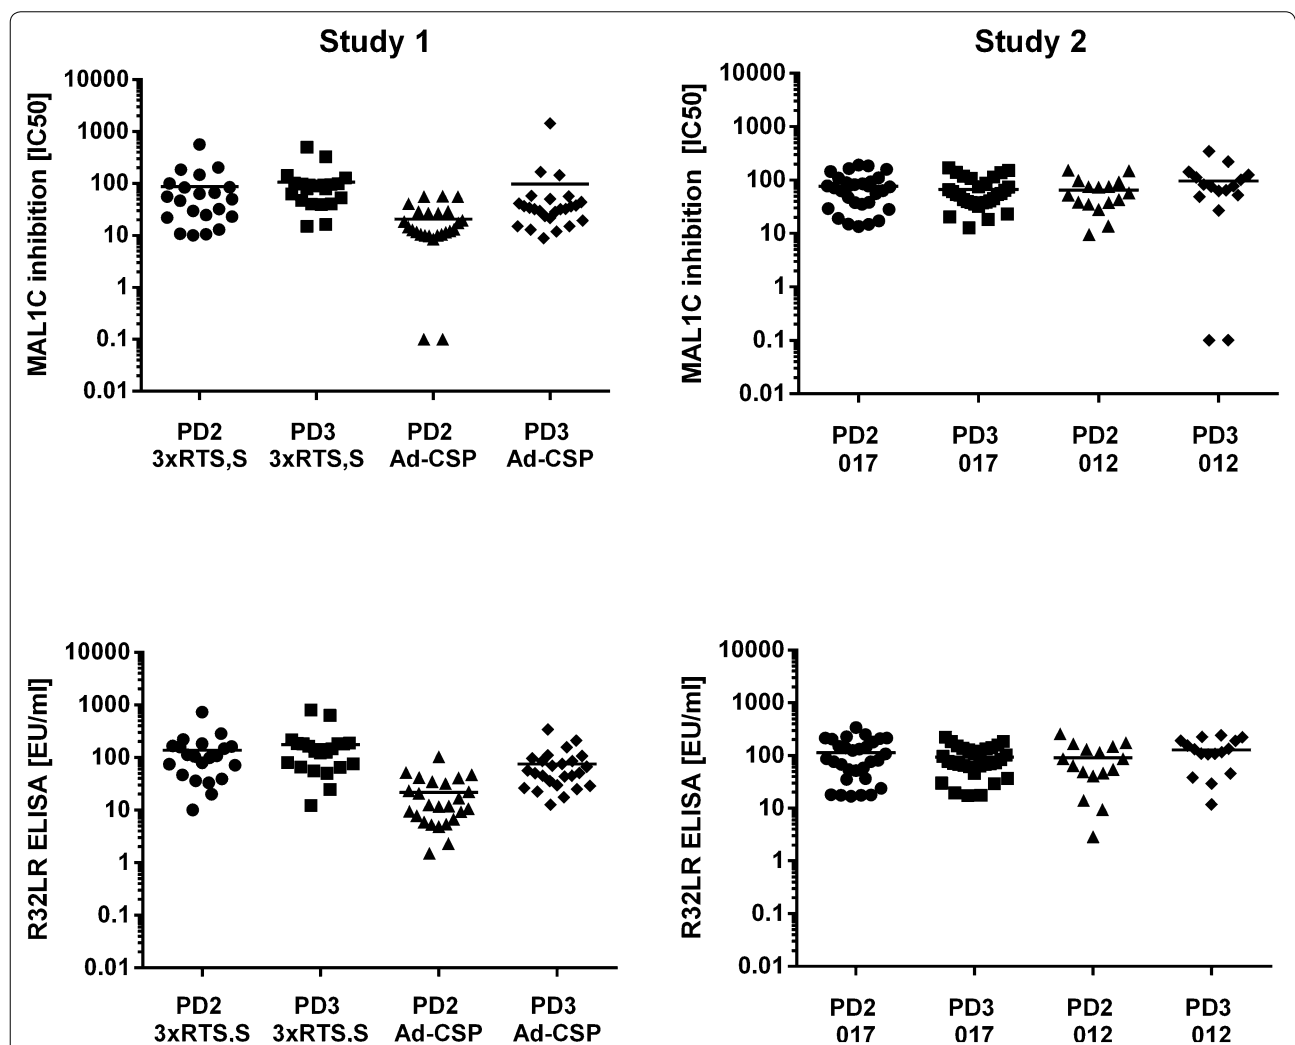 Study 1
MAL1C inhibition [IC50]
10000
1000
100
10
1
0.1
0.01
PD2 PD3 PD2 PD3
3xRTS,S 3xRTS,S Ad-CSP Ad-CSP
Study 2
MAL1C inhibition [IC50]
10000
1000
100
10
1
0.1
0.01
PD2 PD3 PD2 PD3
017 017 012 012
R32LR ELISA [EU/ml]
10000
1000
100
10
1
0.1
0.01
PD2 PD3 PD2 PD3
3xRTS,S 3xRTS,S Ad-CSP Ad-CSP
R32LR ELISA [EU/ml]
10000
1000
100
10
1
0.1
0.01
PD2 PD3 PD2 PD3
017 017 012 012